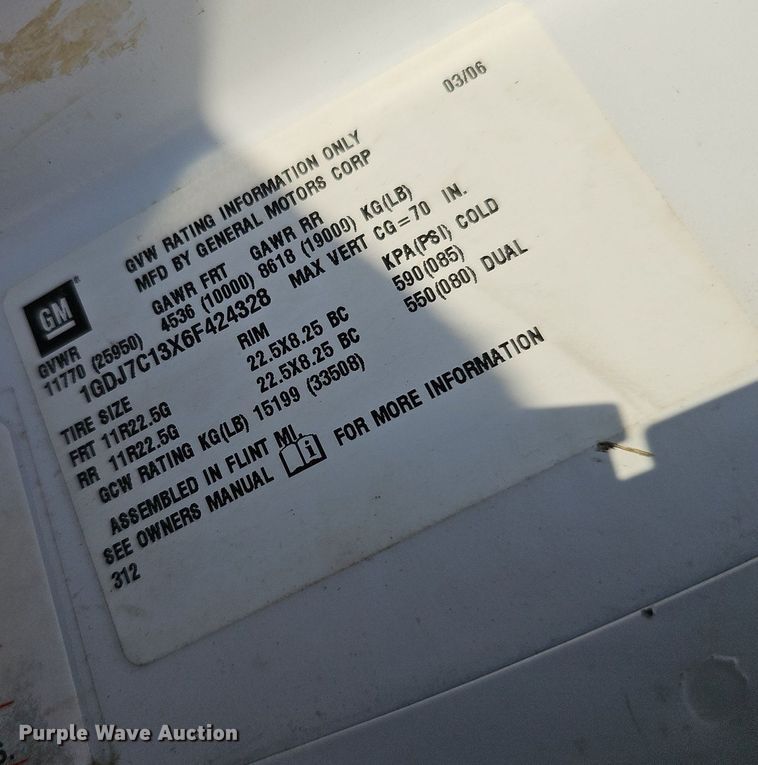 03/06
GVW RATING INFORMATION ONLY
MFD BY GENERAL MOTORS CORP
GM®
GVWR GAWR FRT GAWR RR
11770 (25950) 4536 (10000) 8618 (19000) KG(LB)
1GDJ7C13X6F424328 MAX VERT CG=70 IN.
TIRE SIZE RIM KPA(PSI) COLD
FRT 11R22.5G 22.5X8.25 BC 590(085)
RR 11R22.5G 22.5X8.25 BC 550(080) DUAL
GCW RATING KG(LB) 15199 (33508)
ASSEMBLED IN FLINT MI,
SEE OWNERS MANUAL i FOR MORE INFORMATION
312
Purple Wave Auction